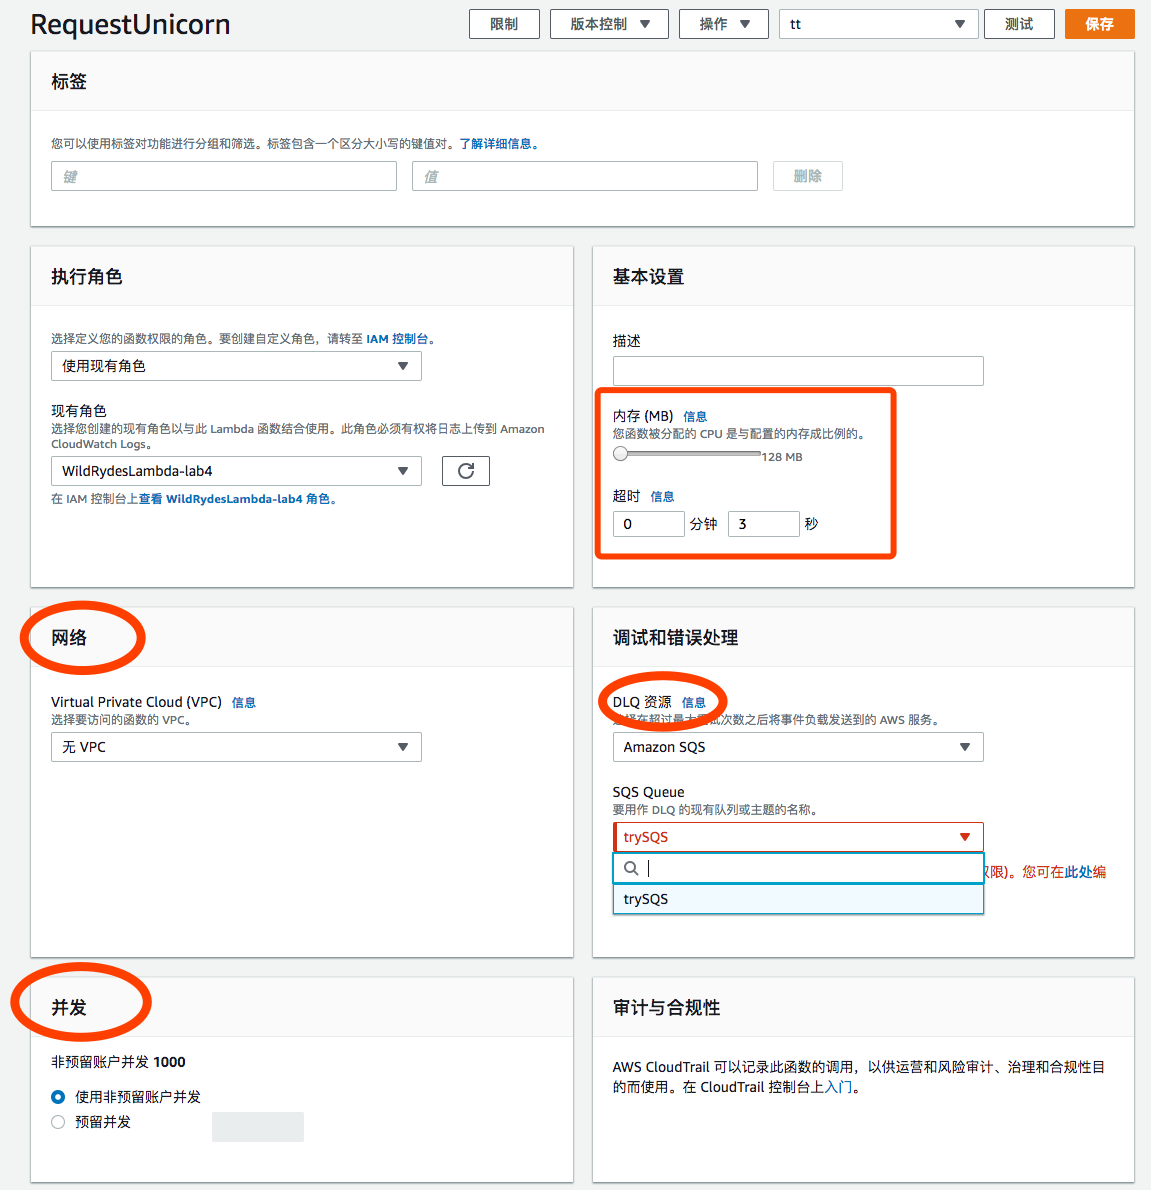 RequestUnicorn
限制
版本控制
操作
tt
测试
保存
标签
您可以使用标签对功能进行分组和筛选。标签包含一个区分大小写的键值对。了解详细信息。
键
值
删除
执行角色
选择定义您的函数权限的角色。要创建自定义角色，请转至 IAM 控制台。
使用现有角色
现有角色
选择您创建的现有角色以与此 Lambda 函数结合使用。此角色必须有权将日志上传到 Amazon
CloudWatch Logs。
WildRydesLambda-lab4
在 IAM 控制台上查看 WildRydesLambda-lab4 角色。
基本设置
描述
内存 (MB) 信息
您函数被分配的 CPU 是与配置的内存成比例的。
128 MB
超时 信息
0 分钟 3 秒
网络
Virtual Private Cloud (VPC) 信息
选择要访问的函数的 VPC。
无 VPC
调试和错误处理
DLQ 资源 信息
选择在超过最大重试次数之后将事件负载发送到的 AWS 服务。
Amazon SQS
SQS Queue
要用作 DLQ 的现有队列或主题的名称。
trySQS
限)。您可在此处编
trySQS
并发
非预留账户并发 1000
使用非预留账户并发
预留并发
审计与合规性
AWS CloudTrail 可以记录此函数的调用，以供运营和风险审计、治理和合规性目
的而使用。在 CloudTrail 控制台上入门。